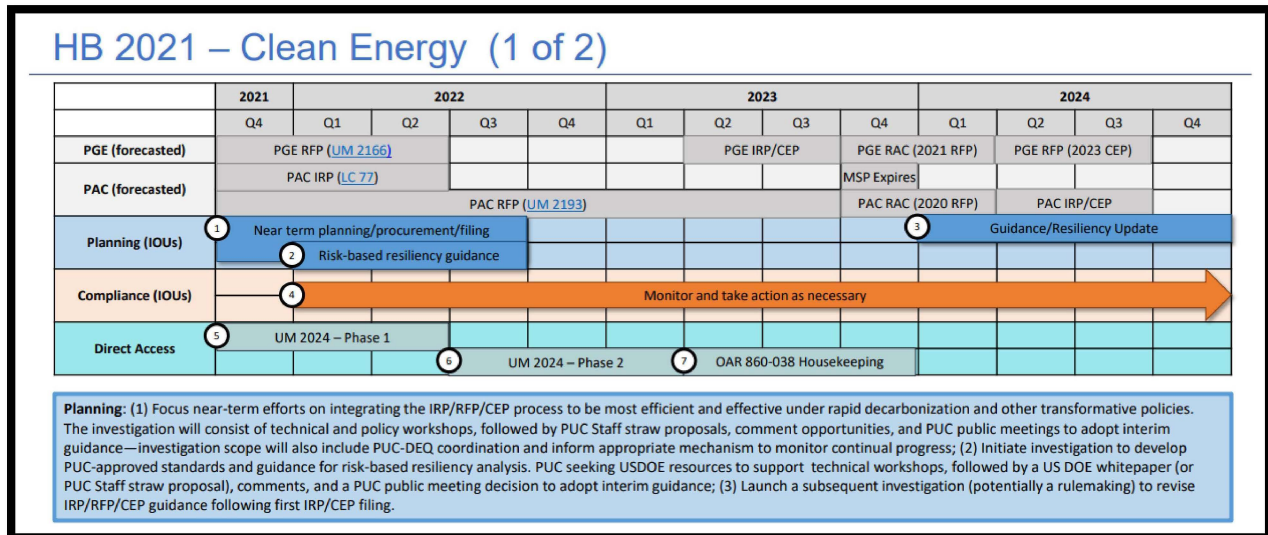 HB 2021 – Clean Energy (1 of 2)
2021 2022 2023 2024
Q4 Q1 Q2 Q3 Q4 Q1 Q2 Q3 Q4 Q1 Q2 Q3 Q4
PGE (forecasted) PGE RFP (UM 2166) PGE IRP/CEP PGE RAC (2021 RFP) PGE RFP (2023 CEP)
PAC (forecasted) PAC IRP (LC 77) MSP Expires
PAC RFP (UM 2193) PAC RAC (2020 RFP) PAC IRP/CEP
Planning (IOUs) 1 Near term planning/procurement/filing 3 Guidance/Resiliency Update
2 Risk-based resiliency guidance
Compliance (IOUs) 4 Monitor and take action as necessary
Direct Access 5 UM 2024 – Phase 1
6 UM 2024 – Phase 2 7 OAR 860-038 Housekeeping
Planning: (1) Focus near-term efforts on integrating the IRP/RFP/CEP process to be most efficient and effective under rapid decarbonization and other transformative policies.
The investigation will consist of technical and policy workshops, followed by PUC Staff straw proposals, comment opportunities, and PUC public meetings to adopt interim
guidance—investigation scope will also include PUC-DEQ coordination and inform appropriate mechanism to monitor continual progress; (2) Initiate investigation to develop
PUC-approved standards and guidance for risk-based resiliency analysis. PUC seeking USDOE resources to support technical workshops, followed by a US DOE whitepaper (or
PUC Staff straw proposal), comments, and a PUC public meeting decision to adopt interim guidance; (3) Launch a subsequent investigation (potentially a rulemaking) to revise
IRP/RFP/CEP guidance following first IRP/CEP filing.